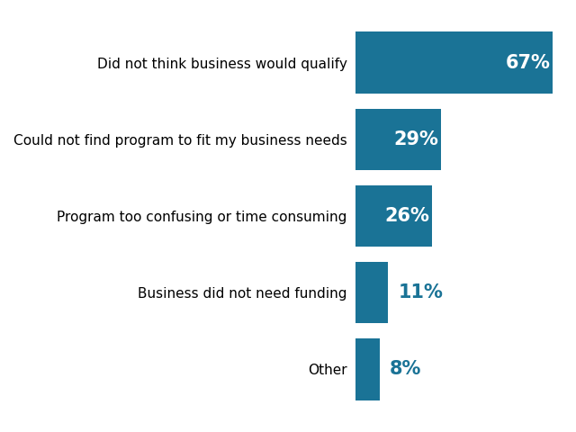 Did not think business would qualify 67%
Could not find program to fit my business needs 29%
Program too confusing or time consuming 26%
Business did not need funding 11%
Other 8%